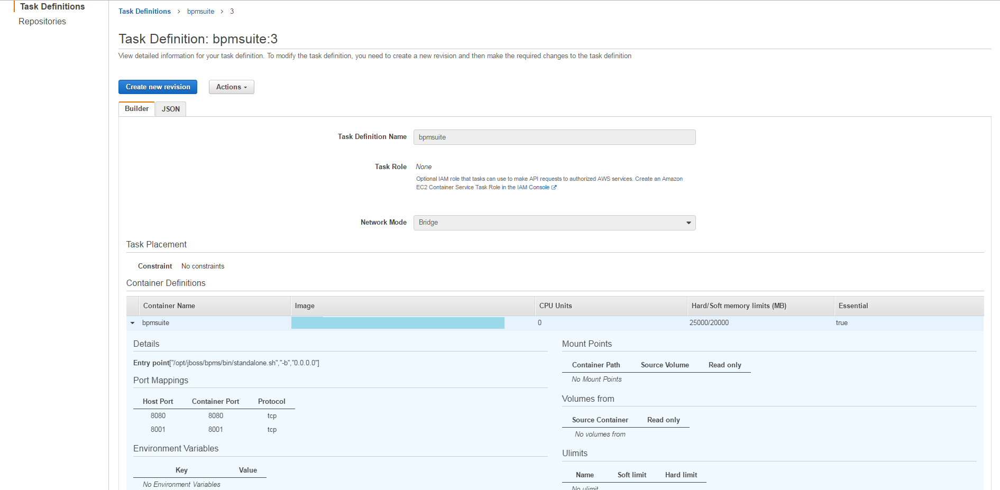 Task Definitions
Repositories
Task Definitions > bpmsuite > 3
Task Definition: bpmsuite:3
View detailed information for your task definition. To modify the task definition, you need to create a new revision and then make the required changes to the task definition
Create new revision
Actions
Builder
JSON
Task Definition Name
bpmsuite
Task Role
None
Optional IAM role that tasks can use to make API requests to authorized AWS services. Create an Amazon
EC2 Container Service Task Role in the IAM Console
Network Mode
Bridge
Task Placement
Constraint No constraints
Container Definitions
Container Name Image CPU Units Hard/Soft memory limits (MB) Essential
bpmsuite 0 25000/20000 true
Details
Entry point["/opt/jboss/bpms/bin/standalone.sh","-b","0.0.0.0"]
Port Mappings
Host Port Container Port Protocol
8080 8080 tcp
8001 8001 tcp
Environment Variables
Key Value
No Environment Variables
Mount Points
Container Path Source Volume Read only
No Mount Points
Volumes from
Source Container Read only
No volumes from
Ulimits
Name Soft limit Hard limit
No ulimit